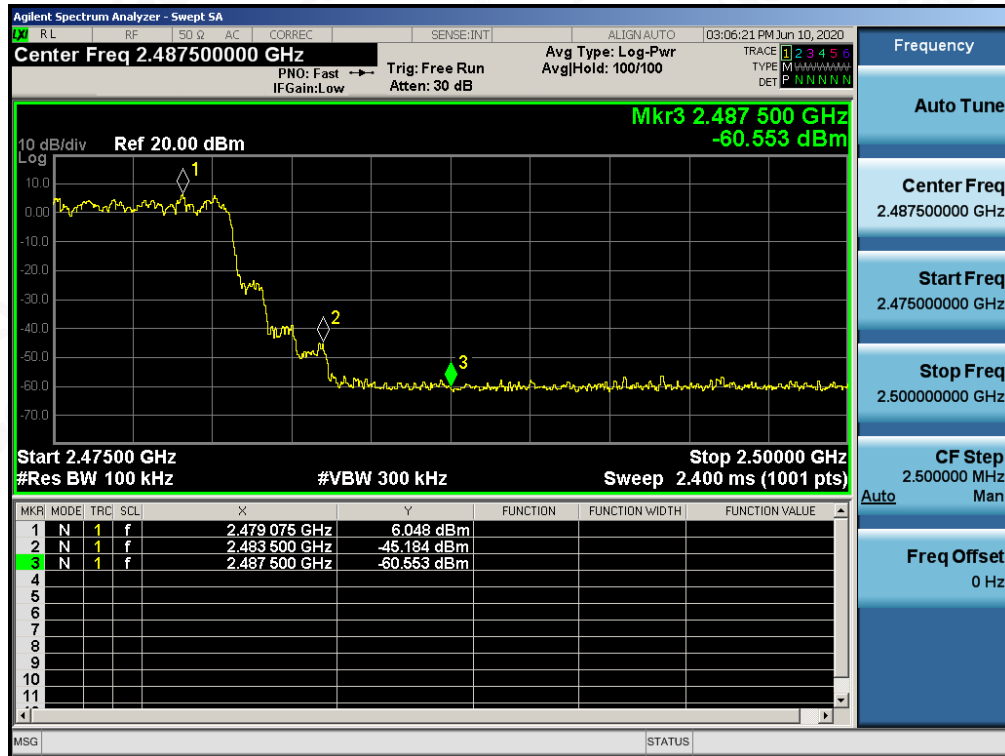 Agilent Spectrum Analyzer - Swept SA
LXI RL RF 50 Ω AC CORREC SENSE:INT ALIGN AUTO 03:06:21 PM Jun 10, 2020
Center Freq 2.487500000 GHz
PNO: Fast
IFGain:Low
Trig: Free Run
Atten: 30 dB
Avg Type: Log-Pwr
Avg|Hold: 100/100
TRACE 1 2 3 4 5 6
TYPE M W W W W W
DET P N N N N N
Mkr3 2.487 500 GHz
-60.553 dBm
10 dB/div Ref 20.00 dBm
Log
10.0
0.00
-10.0
-20.0
-30.0
-40.0
-50.0
-60.0
-70.0
1
2
3
Start 2.47500 GHz Stop 2.50000 GHz
#Res BW 100 kHz #VBW 300 kHz Sweep 2.400 ms (1001 pts)
MKR MODE TRC SCL X Y FUNCTION FUNCTION WIDTH FUNCTION VALUE
1 N 1 f 2.479 075 GHz 6.048 dBm
2 N 1 f 2.483 500 GHz -45.184 dBm
3 N 1 f 2.487 500 GHz -60.553 dBm
4
5
6
7
8
9
10
11
MSG STATUS
Frequency
Auto Tune
Center Freq
2.487500000 GHz
Start Freq
2.475000000 GHz
Stop Freq
2.500000000 GHz
CF Step
2.500000 MHz
Auto Man
Freq Offset
0 Hz